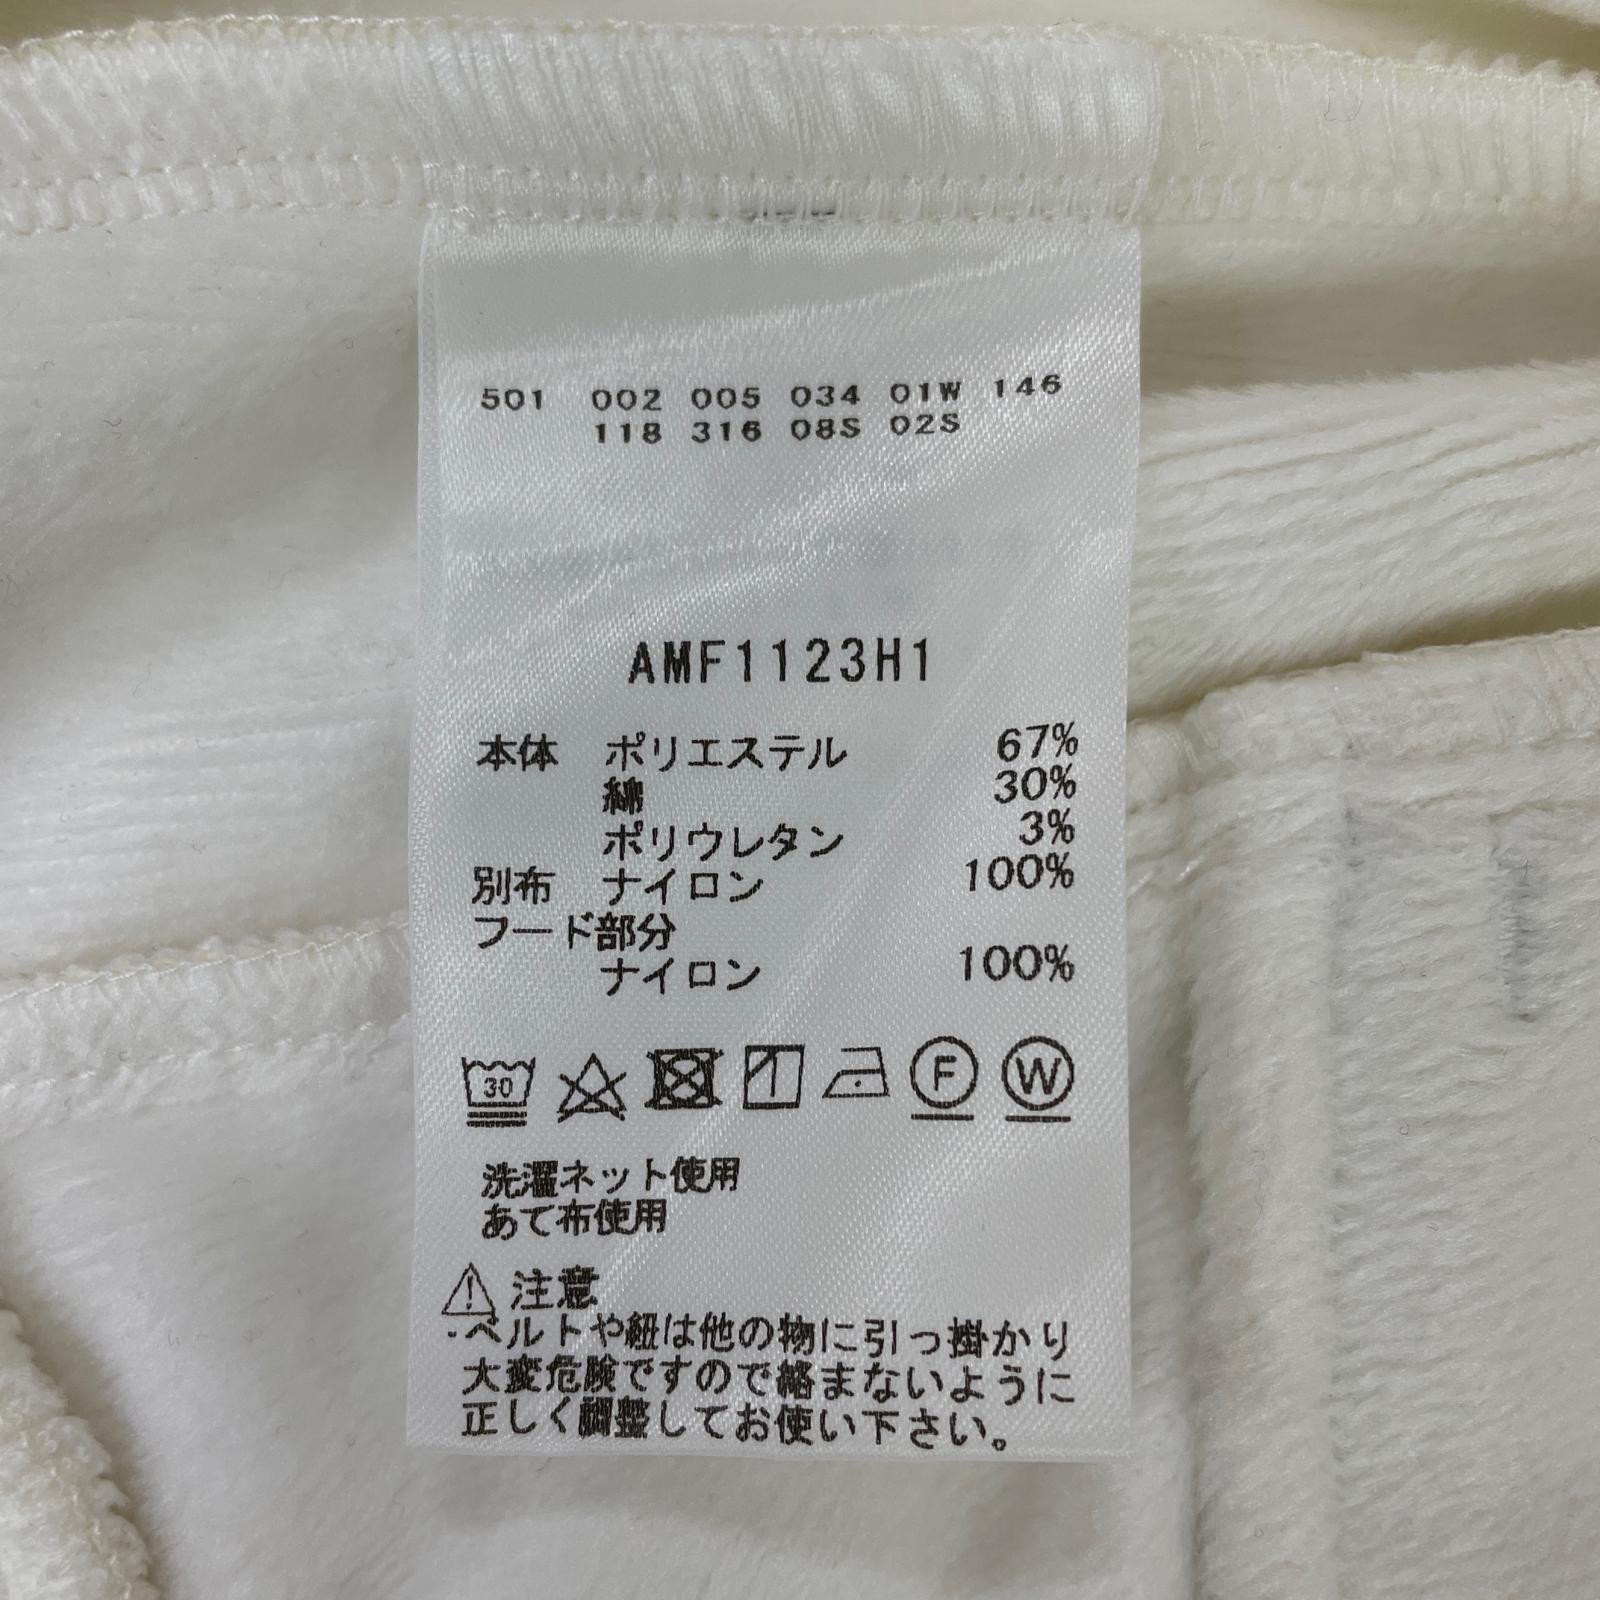 501 002 005 034 01W 146
118 316 08S 02S
AMF1123H1
本体 ポリエステル 67%
綿 30%
ポリウレタン 3%
別布 ナイロン 100%
フード部分
ナイロン 100%
30 F W
洗濯ネット使用
あて布使用
注意
・ベルトや紐は他の物に引っ掛かり
大変危険ですので絡まないように
正しく調整してお使い下さい。